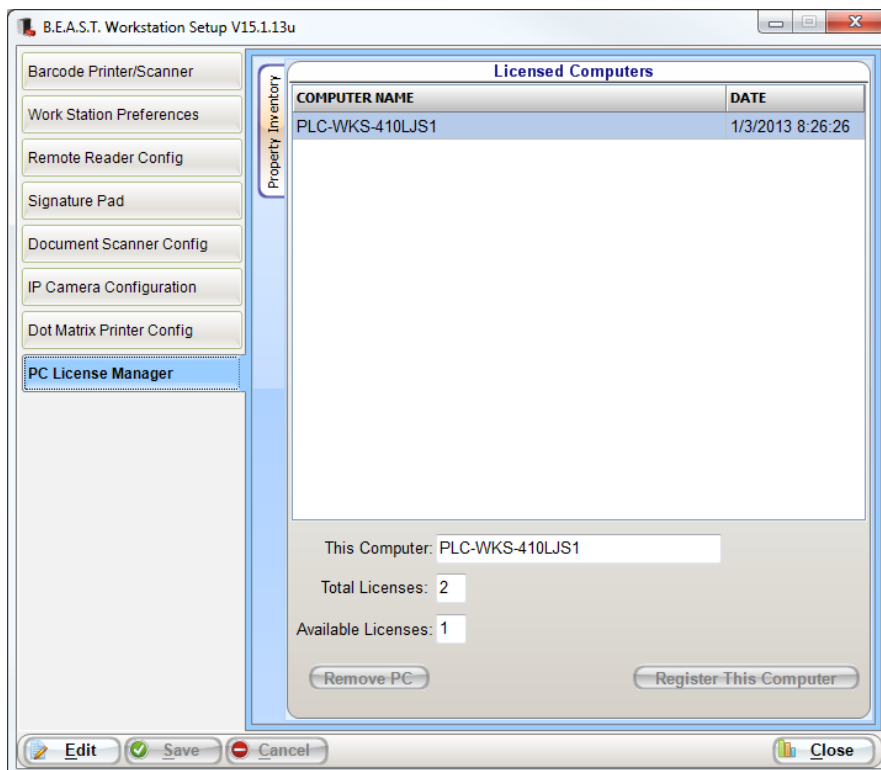 B.E.A.S.T. Workstation Setup V15.1.13u
Barcode Printer/Scanner
Work Station Preferences
Remote Reader Config
Signature Pad
Document Scanner Config
IP Camera Configuration
Dot Matrix Printer Config
PC License Manager
Property Inventory
Licensed Computers
COMPUTER NAME DATE
PLC-WKS-410LJS1 1/3/2013 8:26:26
This Computer: PLC-WKS-410LJS1
Total Licenses: 2
Available Licenses: 1
Remove PC Register This Computer
Edit Save Cancel Close